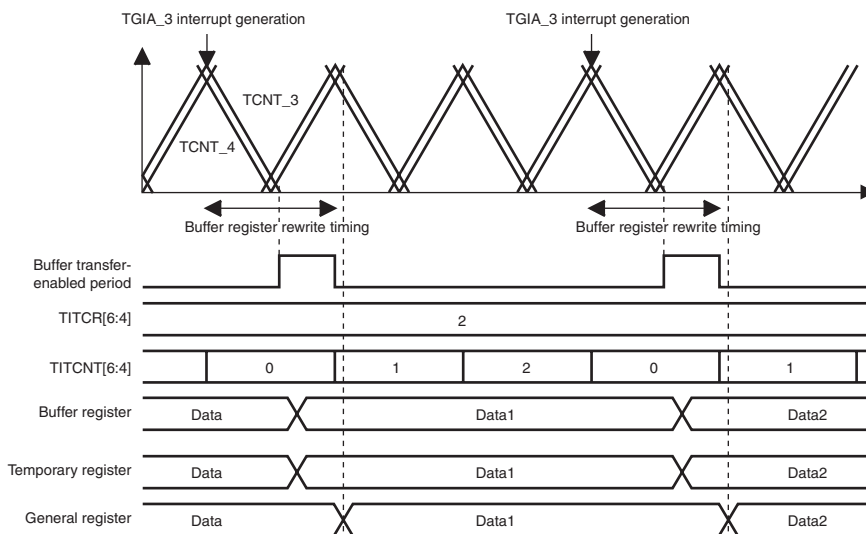 TGIA_3 interrupt generation
TGIA_3 interrupt generation
TCNT_3
TCNT_4
Buffer register rewrite timing
Buffer register rewrite timing
Buffer transfer-
enabled period
TITCR[6:4]
2
TITCNT[6:4]
0
1
2
0
1
Buffer register
Data
Data1
Data2
Temporary register
Data
Data1
Data2
General register
Data
Data1
Data2